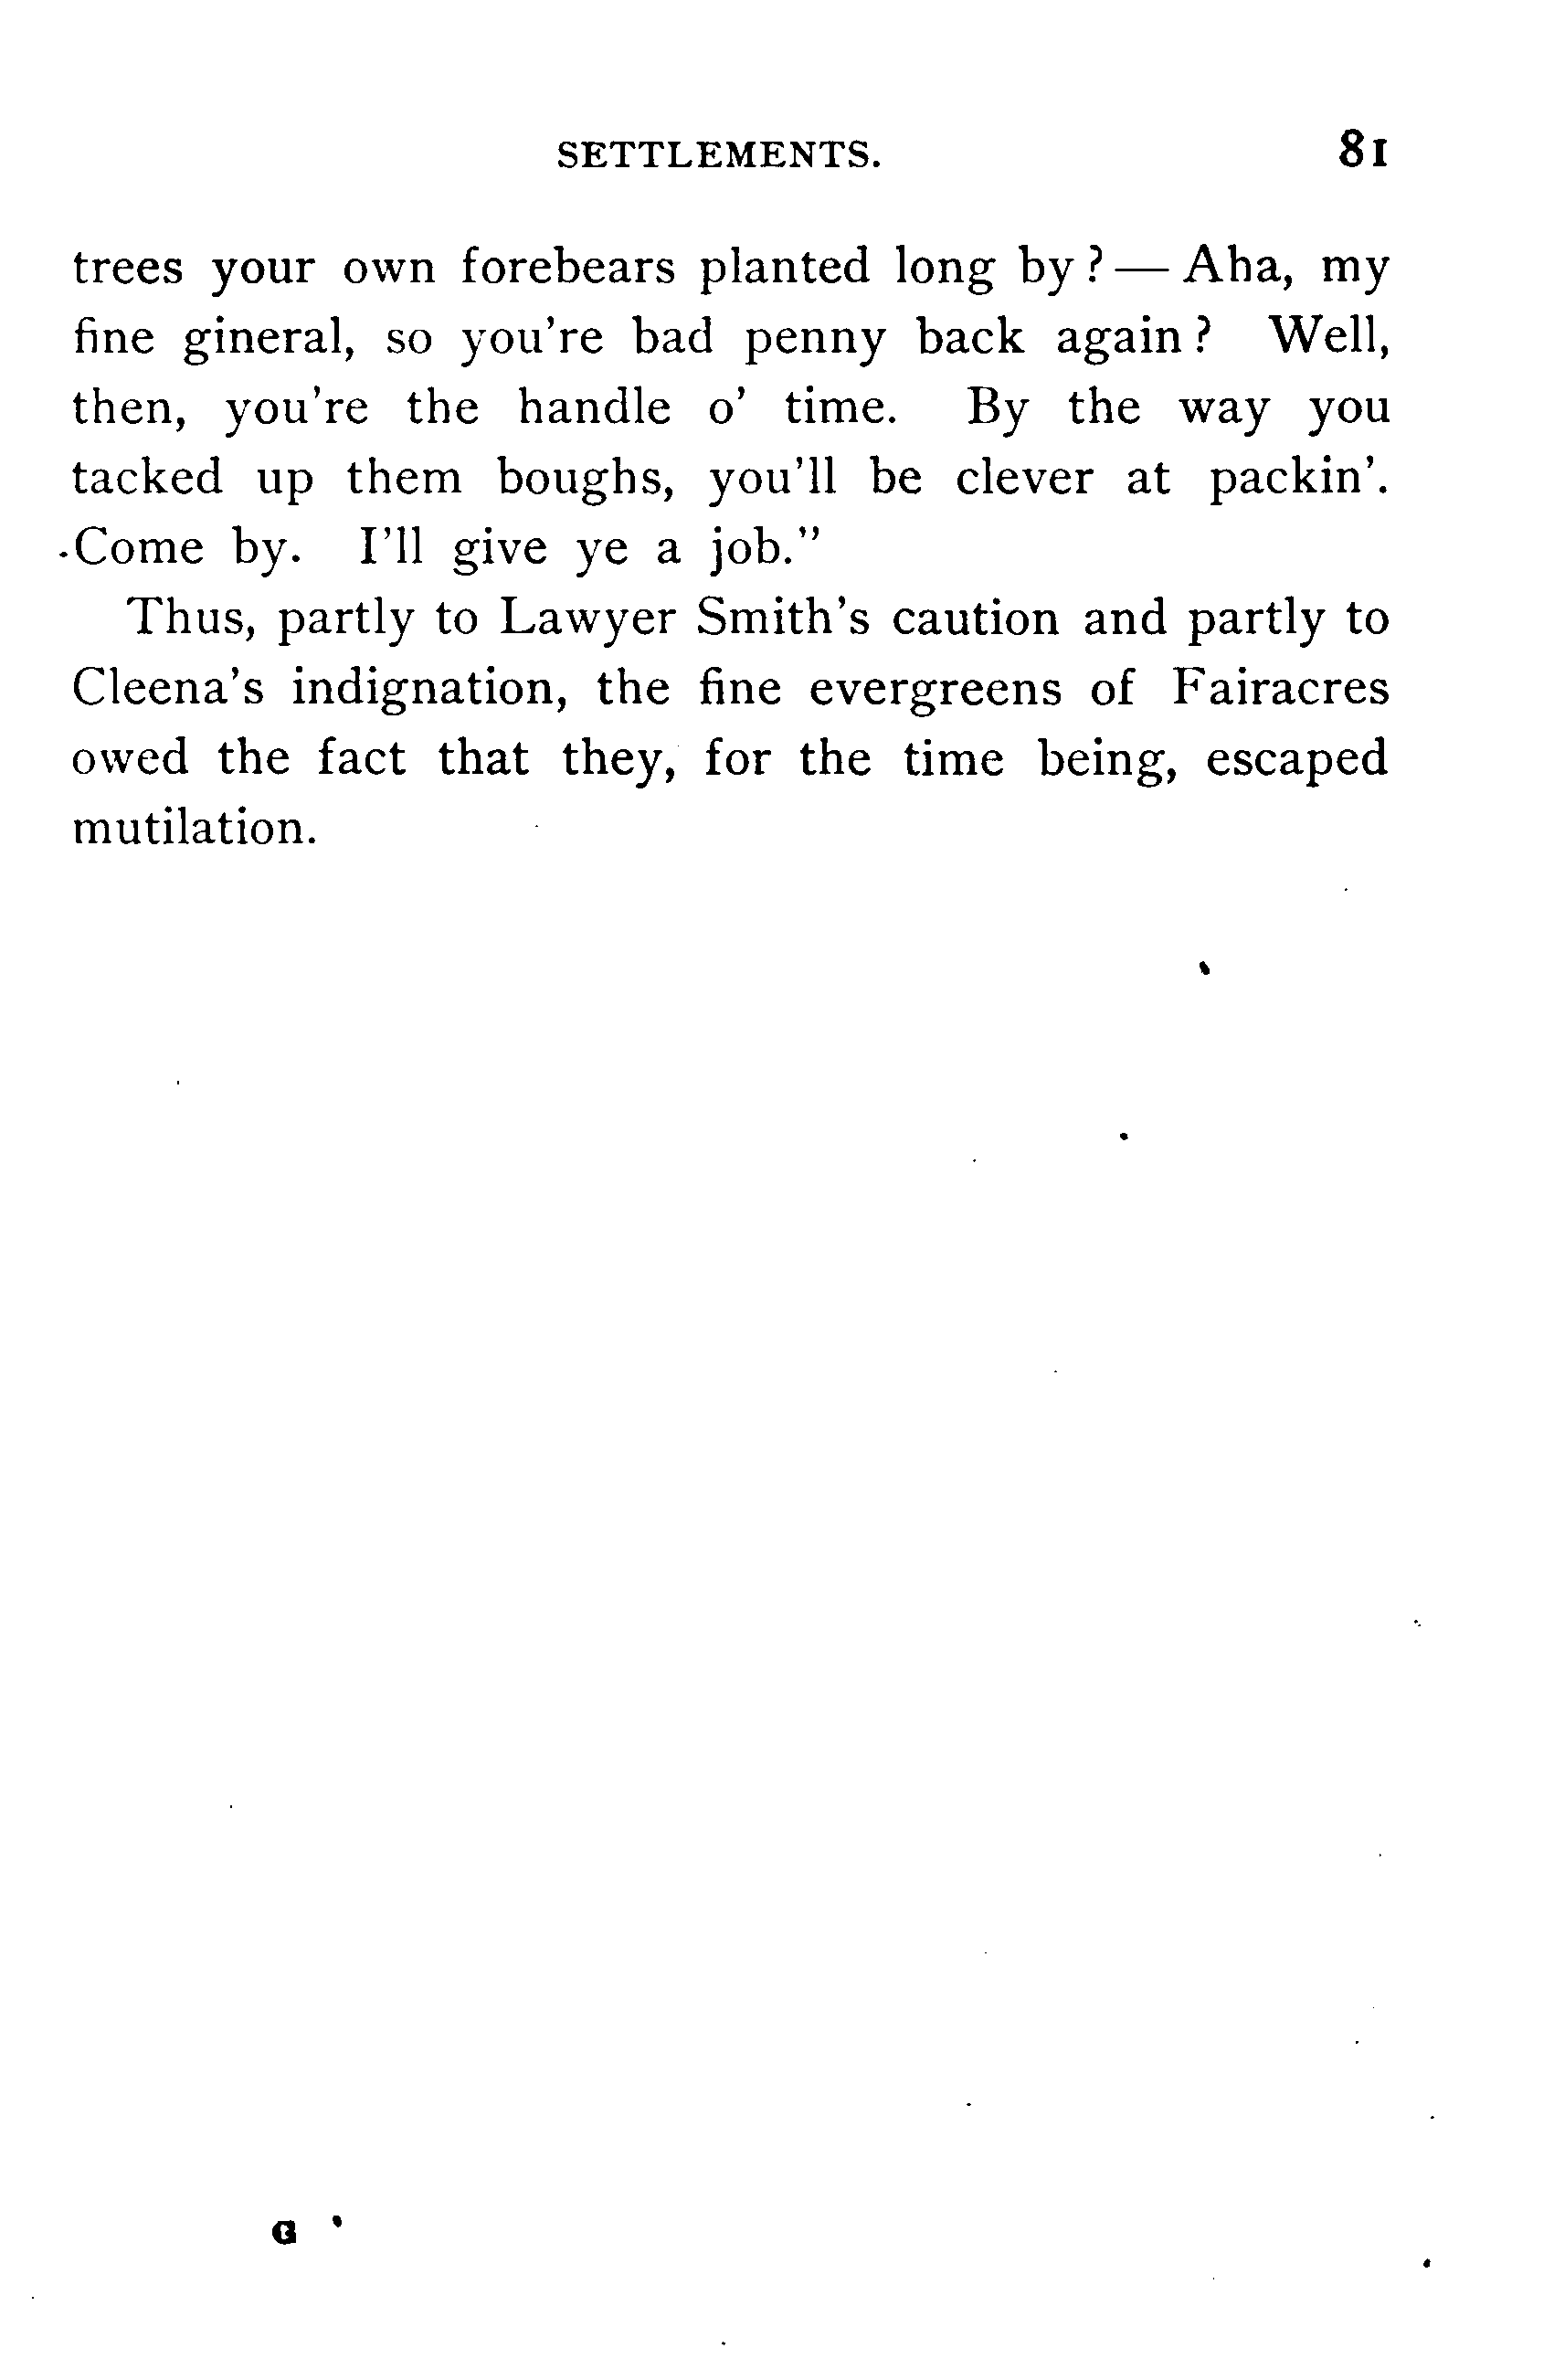 SETTLEMENTS. 81
trees your own forebears planted long by?—Aha, my
fine gineral, so you're bad penny back again? Well,
then, you're the handle o' time. By the way you
tacked up them boughs, you'll be clever at packin'.
Come by. I'll give ye a job."
Thus, partly to Lawyer Smith's caution and partly to
Cleena's indignation, the fine evergreens of Fairacres
owed the fact that they, for the time being, escaped
mutilation.
G